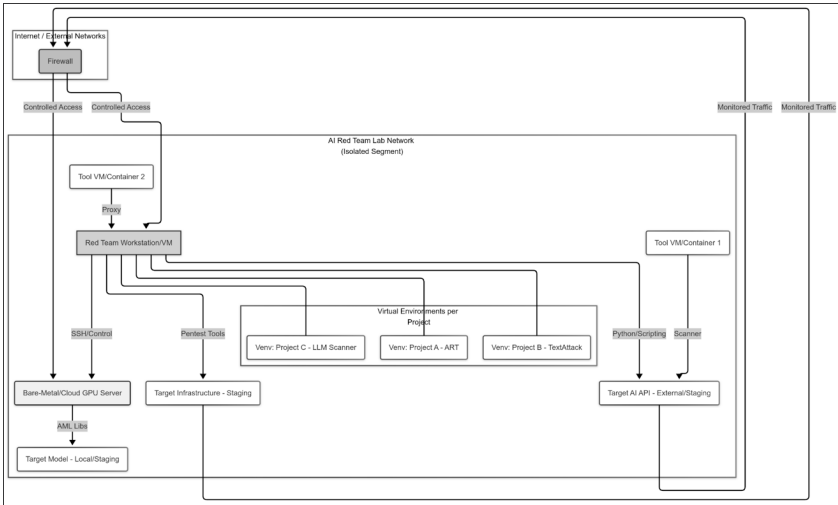 Internet / External Networks
Firewall
Controlled Access
Controlled Access
Monitored Traffic
Monitored Traffic
AI Red Team Lab Network
(Isolated Segment)
Tool VM/Container 2
Proxy
Red Team Workstation/VM
Tool VM/Container 1
Virtual Environments per
Project
SSH/Control
Pentest Tools
Venv: Project C - LLM Scanner
Venv: Project A - ART
Venv: Project B - TextAttack
Python/Scripting
Scanner
Bare-Metal/Cloud GPU Server
Target Infrastructure - Staging
Target AI API - External/Staging
AML Libs
Target Model - Local/Staging